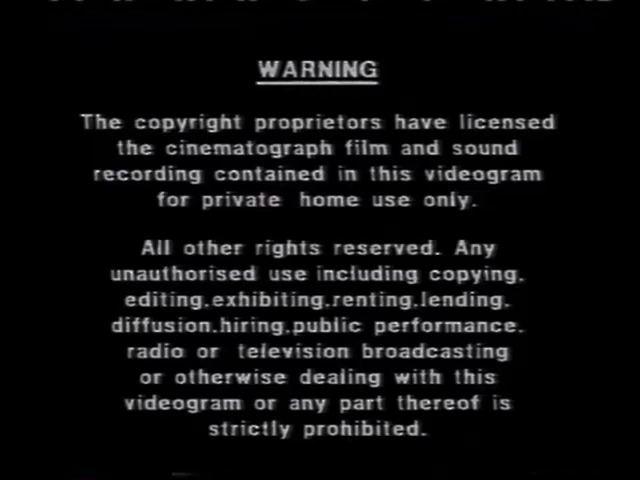 WARNING
The copyright proprietors have licensed
the cinematograph film and sound
recording contained in this videogram
for private home use only.
All other rights reserved. Any
unauthorised use including copying.
editing.exhibiting.renting.lending.
diffusion.hiring.public performance.
radio or television broadcasting
or otherwise dealing with this
videogram or any part thereof is
strictly prohibited.